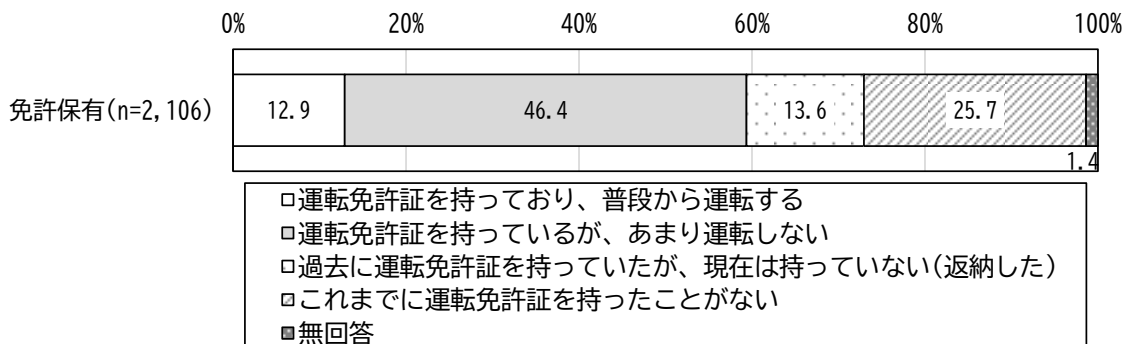 0% 20% 40% 60% 80% 100%
免許保有(n=2,106) 12.9 46.4 13.6 25.7
1.4
運転免許証を持っており、普段から運転する
運転免許証を持っているが、あまり運転しない
過去に運転免許証を持っていたが、現在は持っていない(返納した)
これまでに運転免許証を持ったことがない
無回答